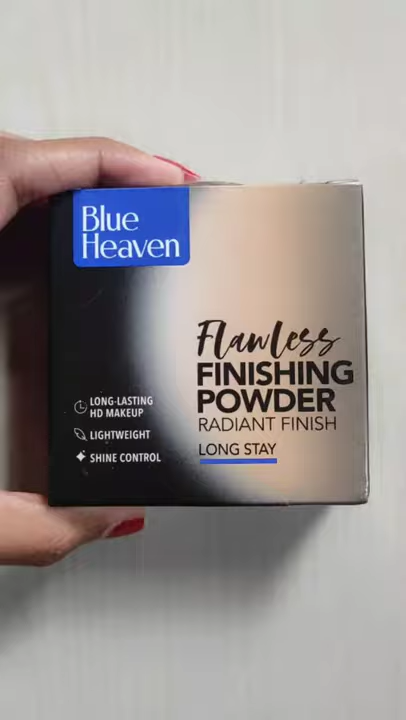 Blue
Heaven
Flawless
FINISHING
POWDER
RADIANT FINISH
LONG STAY
LONG-LASTING
HD MAKEUP
LIGHTWEIGHT
SHINE CONTROL